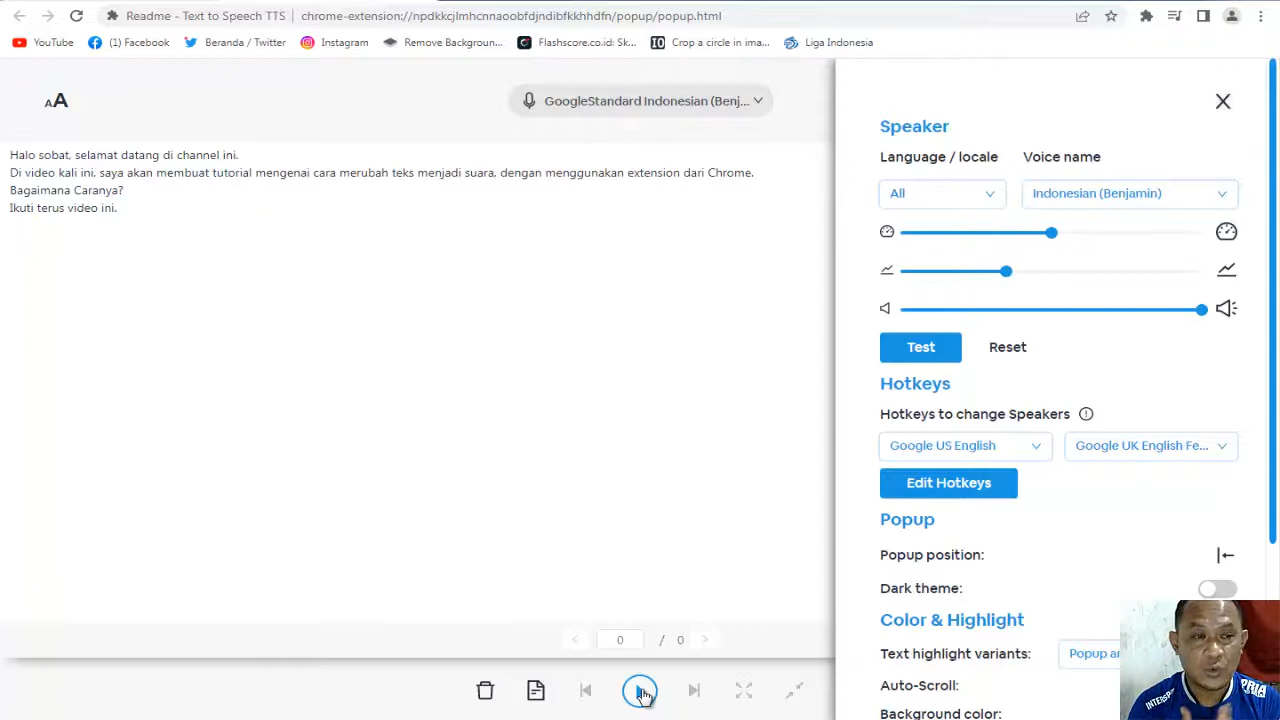 Readme - Text to Speech TTS | chrome-extension://npdkkcjlmhcnnaoobfdjndibfkkhhdfn/popup/popup.html
YouTube (1) Facebook Beranda / Twitter Instagram Remove Backgroun... Flashscore.co.id: Sk... Crop a circle in ima... Liga Indonesia
AA
GoogleStandard Indonesian (Benj...
Halo sobat, selamat datang di channel ini.
Di video kali ini, saya akan membuat tutorial mengenai cara merubah teks menjadi suara, dengan menggunakan extension dari Chrome.
Bagaimana Caranya?
Ikuti terus video ini.
0 / 0
Speaker
Language / locale Voice name
All Indonesian (Benjamin)
Test Reset
Hotkeys
Hotkeys to change Speakers
Google US English Google UK English Fe...
Edit Hotkeys
Popup
Popup position:
Dark theme:
Color & Highlight
Text highlight variants: Popup
Auto-Scroll:
Background color: